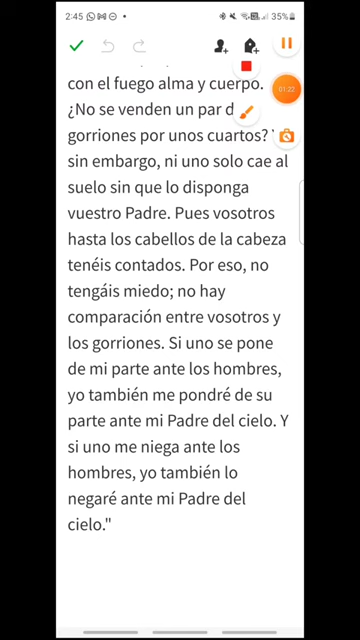 2:45
35%
01:22
con el fuego alma y cuerpo.
¿No se venden un par d
gorriones por unos cuartos? Y
sin embargo, ni uno solo cae al
suelo sin que lo disponga
vuestro Padre. Pues vosotros
hasta los cabellos de la cabeza
tenéis contados. Por eso, no
tengáis miedo; no hay
comparación entre vosotros y
los gorriones. Si uno se pone
de mi parte ante los hombres,
yo también me pondré de su
parte ante mi Padre del cielo. Y
si uno me niega ante los
hombres, yo también lo
negaré ante mi Padre del
cielo."